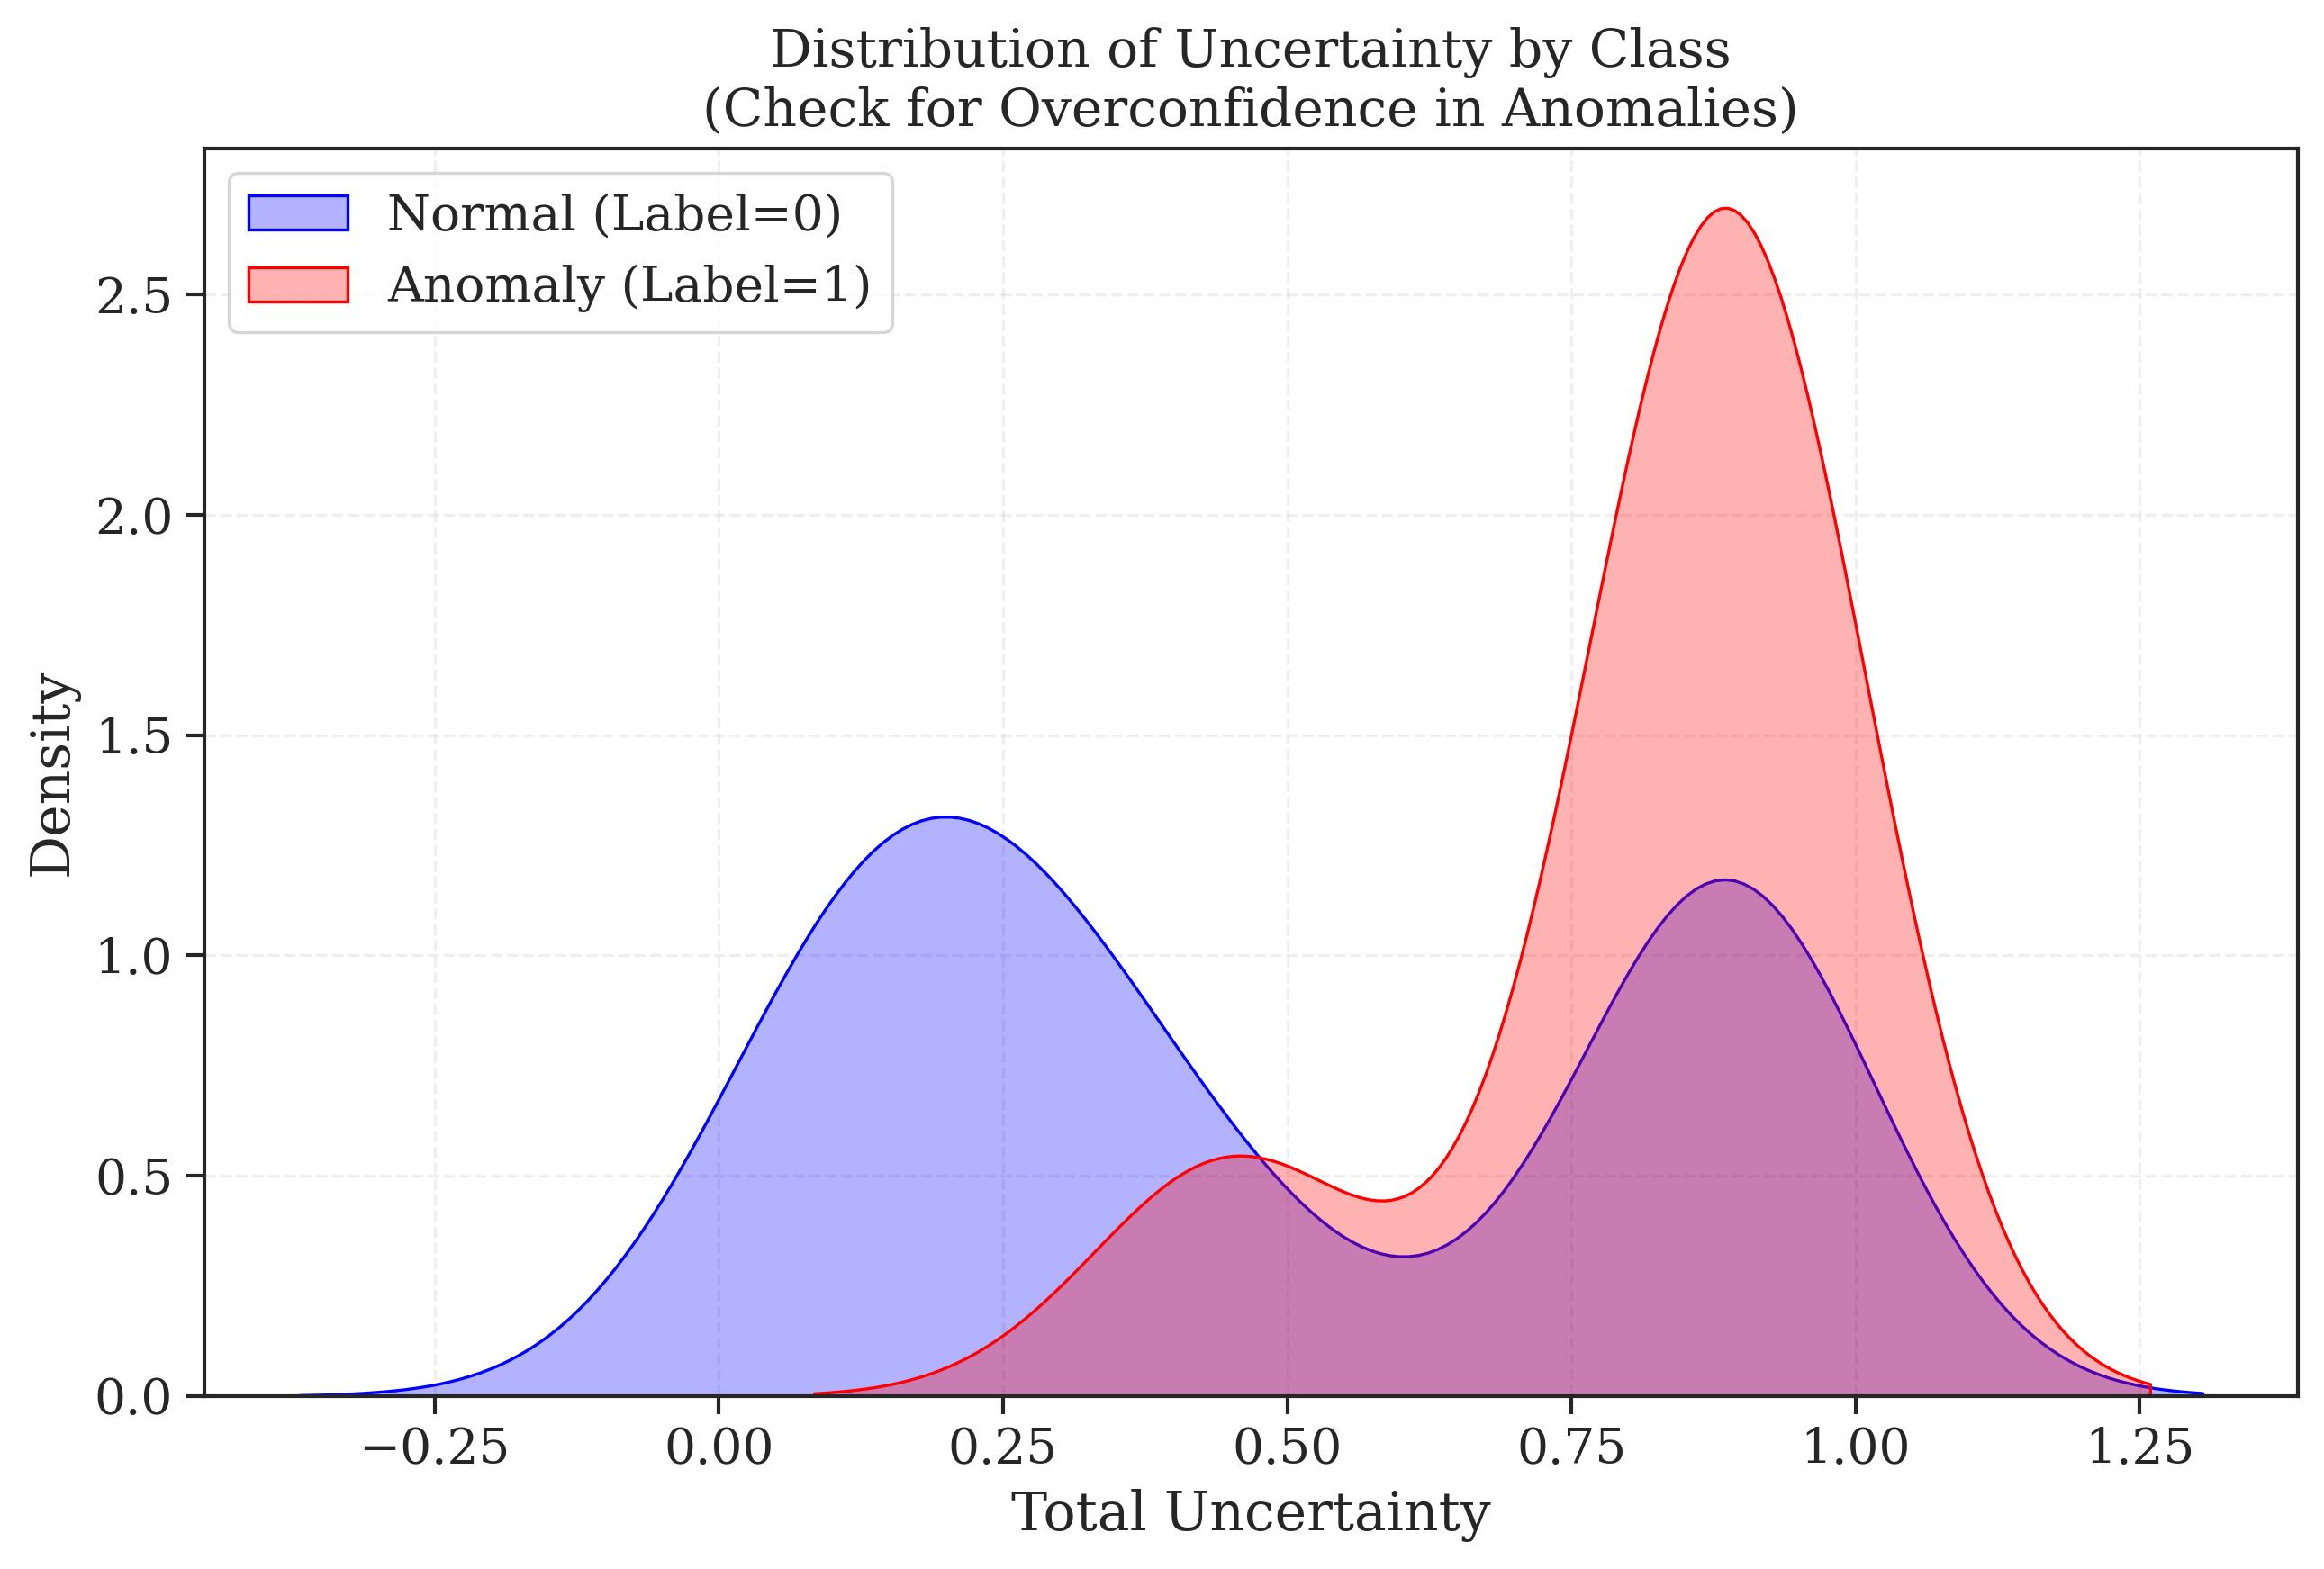 Distribution of Uncertainty by Class
(Check for Overconfidence in Anomalies)
Normal (Label=0)
Anomaly (Label=1)
Density
2.5
2.0
1.5
1.0
0.5
0.0
−0.25
0.00
0.25
0.50
0.75
1.00
1.25
Total Uncertainty